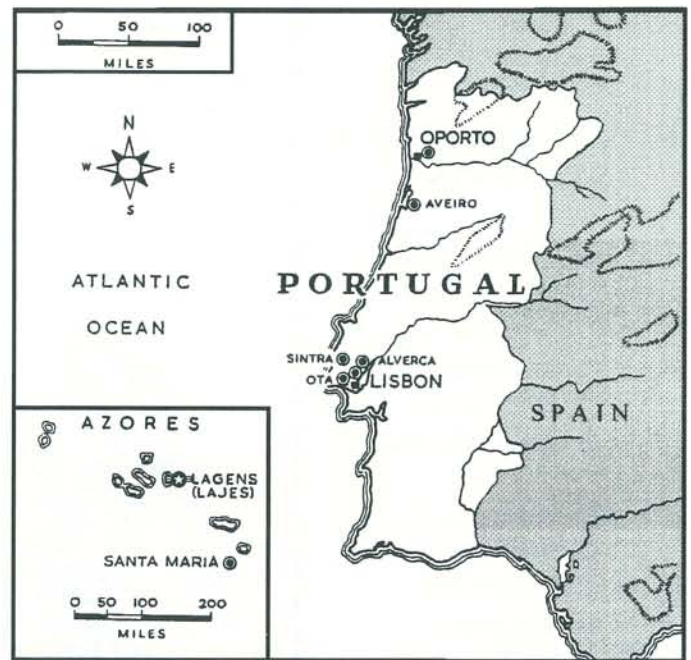 0 50 100
MILES
N
W E
S
OPORTO
AVEIRO
ATLANTIC
OCEAN
PORTUGAL
SINTRA
ALVERCA
OTA
LISBON
SPAIN
AZORES
LAGENS
(LAJES)
SANTA MARIA
0 50 100 200
MILES